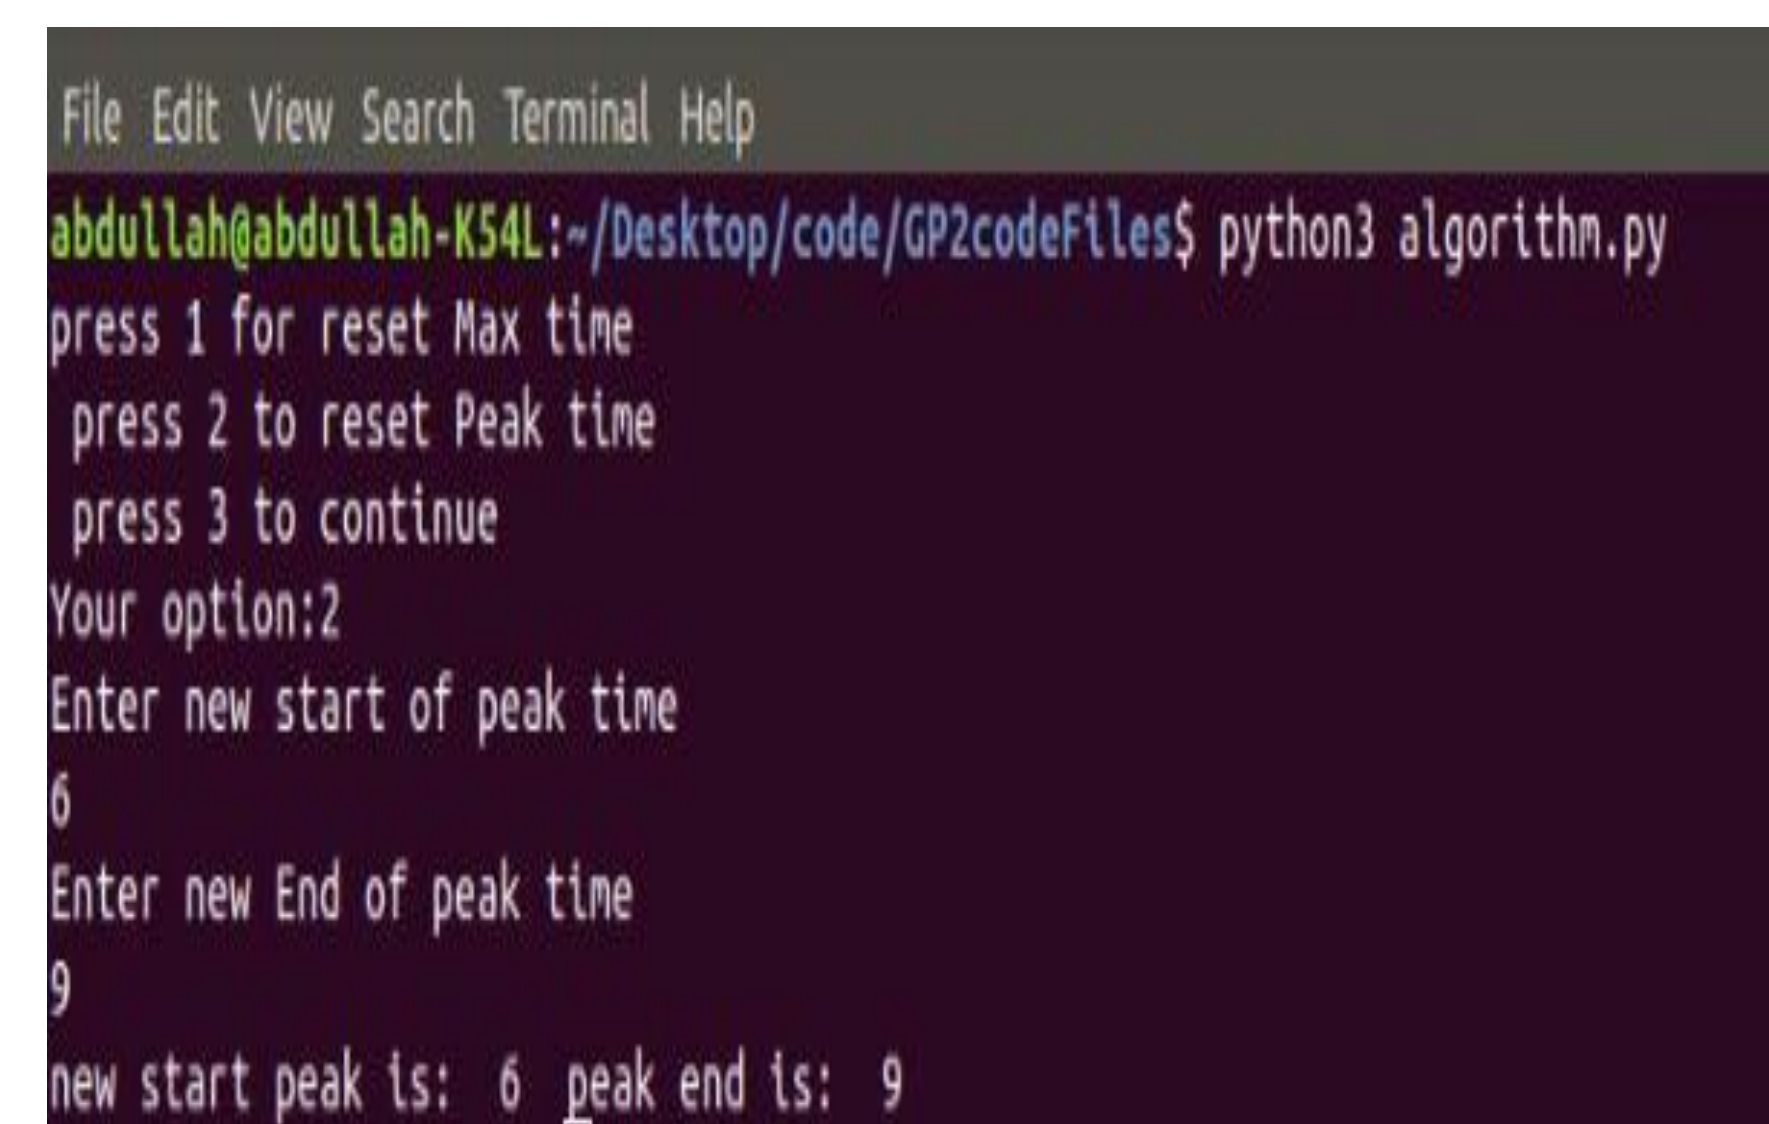 File Edit View Search Terminal Help
abdullah@abdullah-K54L:~/Desktop/code/GP2codeFiles$ python3 algorithm.py
press 1 for reset Max time
 press 2 to reset Peak time
 press 3 to continue
Your option:2
Enter new start of peak time
6
Enter new End of peak time
9
new start peak is:  6  peak end is:  9